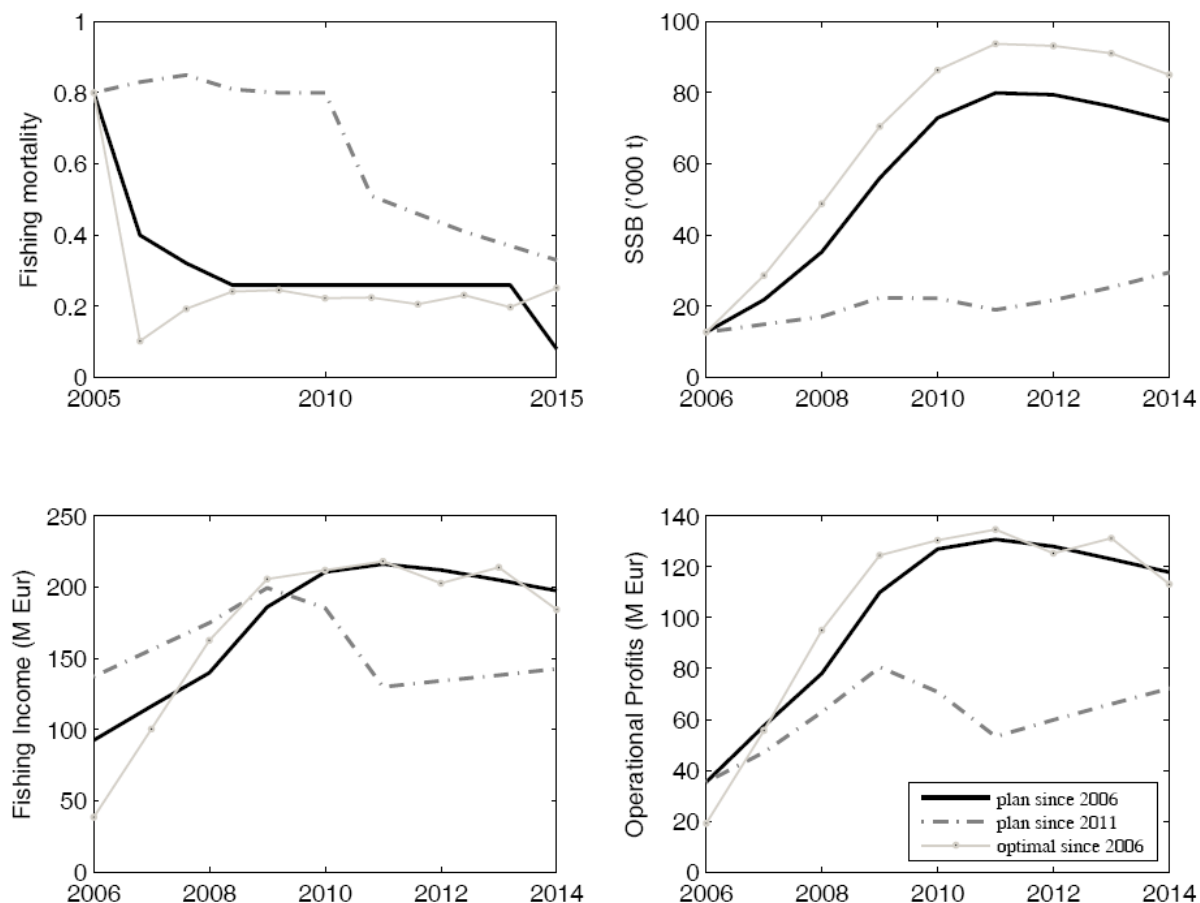 Fishing mortality
1
0.8
0.6
0.4
0.2
0
2005 2010 2015
SSB ('000 t)
100
80
60
40
20
0
2006 2008 2010 2012 2014
Fishing Income (M Eur)
250
200
150
100
50
0
2006 2008 2010 2012 2014
Operational Profits (M Eur)
140
120
100
80
60
40
20
0
2006 2008 2010 2012 2014
plan since 2006
plan since 2011
optimal since 2006